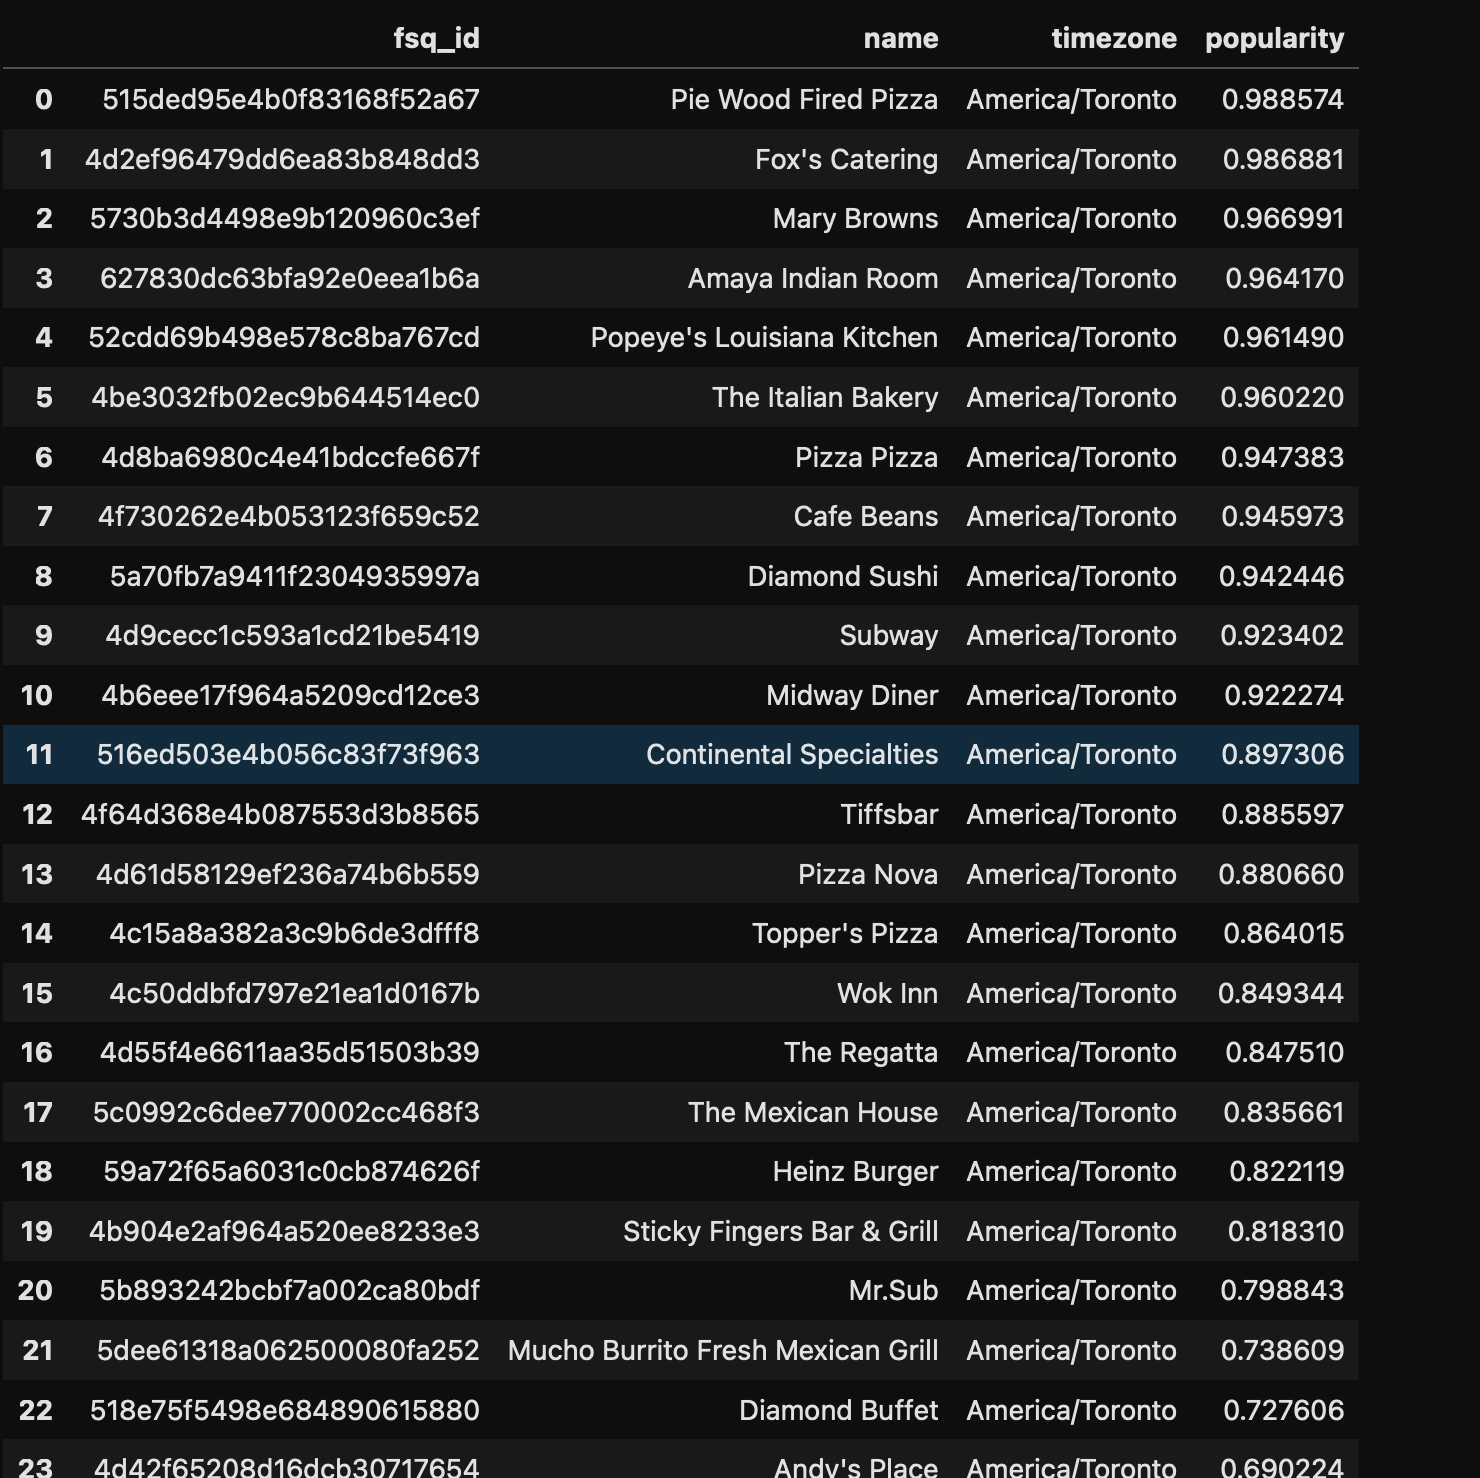 fsq_id name timezone popularity
0 515ded95e4b0f83168f52a67 Pie Wood Fired Pizza America/Toronto 0.988574
1 4d2ef96479dd6ea83b848dd3 Fox's Catering America/Toronto 0.986881
2 5730b3d4498e9b120960c3ef Mary Browns America/Toronto 0.966991
3 627830dc63bfa92e0eea1b6a Amaya Indian Room America/Toronto 0.964170
4 52cdd69b498e578c8ba767cd Popeye's Louisiana Kitchen America/Toronto 0.961490
5 4be3032fb02ec9b644514ec0 The Italian Bakery America/Toronto 0.960220
6 4d8ba6980c4e41bdccfe667f Pizza Pizza America/Toronto 0.947383
7 4f730262e4b053123f659c52 Cafe Beans America/Toronto 0.945973
8 5a70fb7a9411f2304935997a Diamond Sushi America/Toronto 0.942446
9 4d9cecc1c593a1cd21be5419 Subway America/Toronto 0.923402
10 4b6eee17f964a5209cd12ce3 Midway Diner America/Toronto 0.922274
11 516ed503e4b056c83f73f963 Continental Specialties America/Toronto 0.897306
12 4f64d368e4b087553d3b8565 Tiffsbar America/Toronto 0.885597
13 4d61d58129ef236a74b6b559 Pizza Nova America/Toronto 0.880660
14 4c15a8a382a3c9b6de3dfff8 Topper's Pizza America/Toronto 0.864015
15 4c50ddbfd797e21ea1d0167b Wok Inn America/Toronto 0.849344
16 4d55f4e6611aa35d51503b39 The Regatta America/Toronto 0.847510
17 5c0992c6dee770002cc468f3 The Mexican House America/Toronto 0.835661
18 59a72f65a6031c0cb874626f Heinz Burger America/Toronto 0.822119
19 4b904e2af964a520ee8233e3 Sticky Fingers Bar & Grill America/Toronto 0.818310
20 5b893242bcbf7a002ca80bdf Mr.Sub America/Toronto 0.798843
21 5dee61318a062500080fa252 Mucho Burrito Fresh Mexican Grill America/Toronto 0.738609
22 518e75f5498e684890615880 Diamond Buffet America/Toronto 0.727606
23 4d42f65208d16dcb30717654 Andy's Place America/Toronto 0.690224